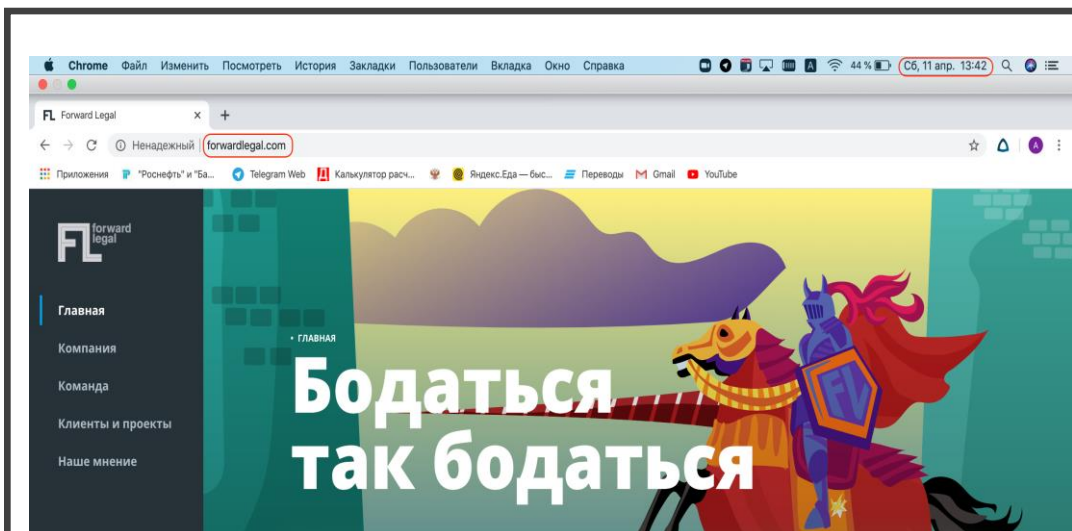 Chrome Файл Изменить Посмотреть История Закладки Пользователи Вкладка Окно Справка 44 % Сб, 11 апр. 13:42
FL Forward Legal
Ненадежный forwardlegal.com
Приложения "Роснефть" и "Ба... Telegram Web Калькулятор расч... Яндекс.Еда — быс... Переводы Gmail YouTube
FL forward
legal
Главная
Компания
Команда
Клиенты и проекты
Наше мнение
• ГЛАВНАЯ
Бодаться
так бодаться
FL